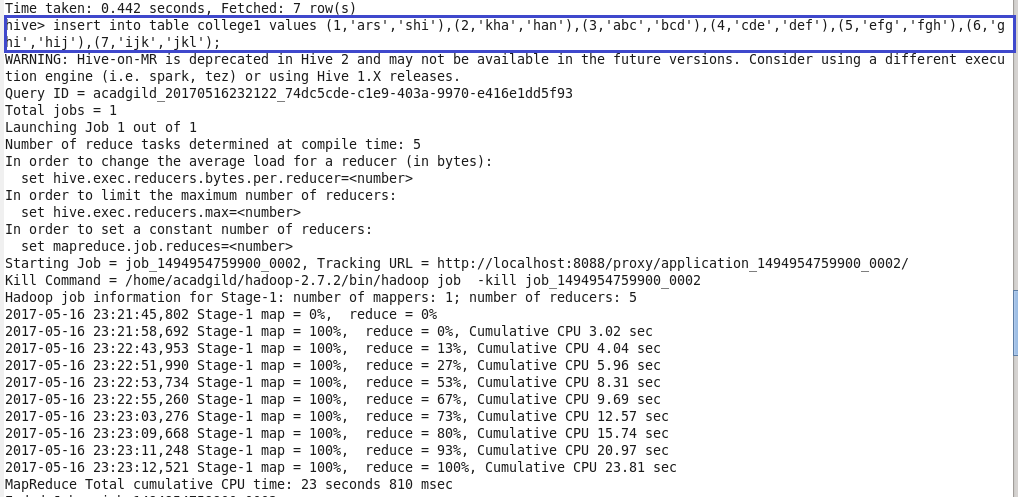 Time taken: 0.442 seconds, Fetched: 7 row(s)
hive> insert into table college1 values (1,'ars','shi'),(2,'kha','han'),(3,'abc','bcd'),(4,'cde','def'),(5,'efg','fgh'),(6,'g
hi','hij'),(7,'ijk','jkl');
WARNING: Hive-on-MR is deprecated in Hive 2 and may not be available in the future versions. Consider using a different execu
tion engine (i.e. spark, tez) or using Hive 1.X releases.
Query ID = acadgild_20170516232122_74dc5cde-c1e9-403a-9970-e416e1dd5f93
Total jobs = 1
Launching Job 1 out of 1
Number of reduce tasks determined at compile time: 5
In order to change the average load for a reducer (in bytes):
  set hive.exec.reducers.bytes.per.reducer=<number>
In order to limit the maximum number of reducers:
  set hive.exec.reducers.max=<number>
In order to set a constant number of reducers:
  set mapreduce.job.reduces=<number>
Starting Job = job_1494954759900_0002, Tracking URL = http://localhost:8088/proxy/application_1494954759900_0002/
Kill Command = /home/acadgild/hadoop-2.7.2/bin/hadoop job  -kill job_1494954759900_0002
Hadoop job information for Stage-1: number of mappers: 1; number of reducers: 5
2017-05-16 23:21:45,802 Stage-1 map = 0%,  reduce = 0%
2017-05-16 23:21:58,692 Stage-1 map = 100%,  reduce = 0%, Cumulative CPU 3.02 sec
2017-05-16 23:22:43,953 Stage-1 map = 100%,  reduce = 13%, Cumulative CPU 4.04 sec
2017-05-16 23:22:51,990 Stage-1 map = 100%,  reduce = 27%, Cumulative CPU 5.96 sec
2017-05-16 23:22:53,734 Stage-1 map = 100%,  reduce = 53%, Cumulative CPU 8.31 sec
2017-05-16 23:22:55,260 Stage-1 map = 100%,  reduce = 67%, Cumulative CPU 9.69 sec
2017-05-16 23:23:03,276 Stage-1 map = 100%,  reduce = 73%, Cumulative CPU 12.57 sec
2017-05-16 23:23:09,668 Stage-1 map = 100%,  reduce = 80%, Cumulative CPU 15.74 sec
2017-05-16 23:23:11,248 Stage-1 map = 100%,  reduce = 93%, Cumulative CPU 20.97 sec
2017-05-16 23:23:12,521 Stage-1 map = 100%,  reduce = 100%, Cumulative CPU 23.81 sec
MapReduce Total cumulative CPU time: 23 seconds 810 msec